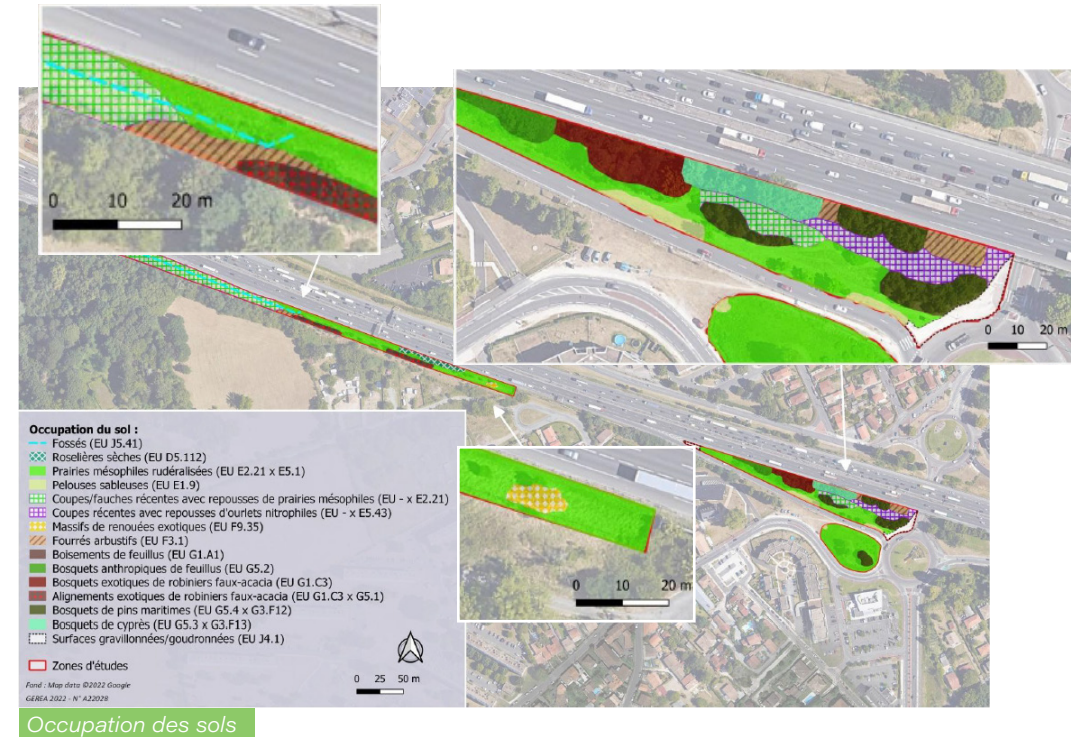 0 10 20 m
0 10 20 m
0 10 20 m
Occupation du sol :
Fossés (EU J5.41)
Roselières sèches (EU D5.112)
Prairies mésophiles rudéralisées (EU E2.21 x E5.1)
Pelouses sableuses (EU E1.9)
Coupes/fauches récentes avec repousses de prairies mésophiles (EU - x E2.21)
Coupes récentes avec repousses d'ourlets nitrophiles (EU - x E5.43)
Massifs de renouées exotiques (EU F9.35)
Fourrés arbustifs (EU F3.1)
Boisements de feuillus (EU G1.A1)
Bosquets anthropiques de feuillus (EU G5.2)
Bosquets exotiques de robiniers faux-acacia (EU G1.C3)
Alignements exotiques de robiniers faux-acacia (EU G1.C3 x G5.1)
Bosquets de pins maritimes (EU G5.4 x G3.F12)
Bosquets de cyprès (EU G5.3 x G3.F13)
Surfaces gravillonnées/goudronnées (EU J4.1)
Zones d'études
Fond : Map data ©2022 Google
GEREA 2022 - N° A22028
0 25 50 m
Occupation des sols